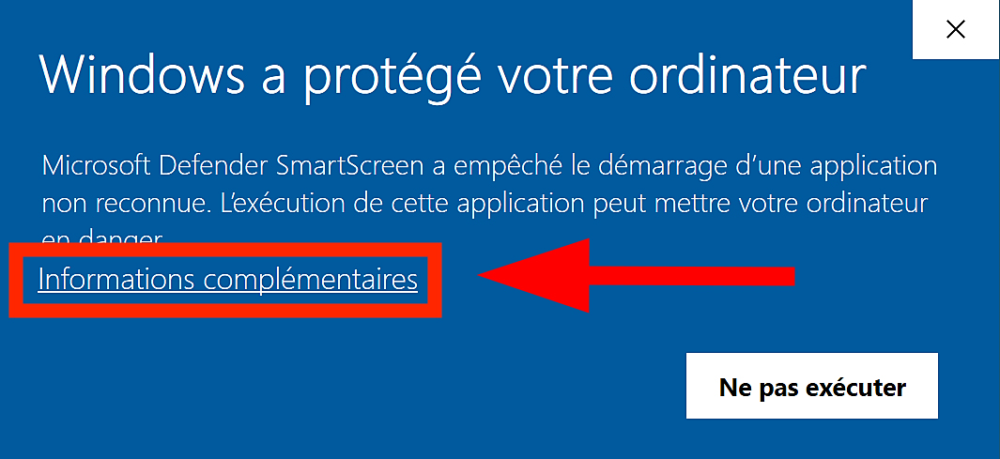 Windows a protégé votre ordinateur
Microsoft Defender SmartScreen a empêché le démarrage d’une application
non reconnue. L’exécution de cette application peut mettre votre ordinateur
en danger.
Informations complémentaires
Ne pas exécuter